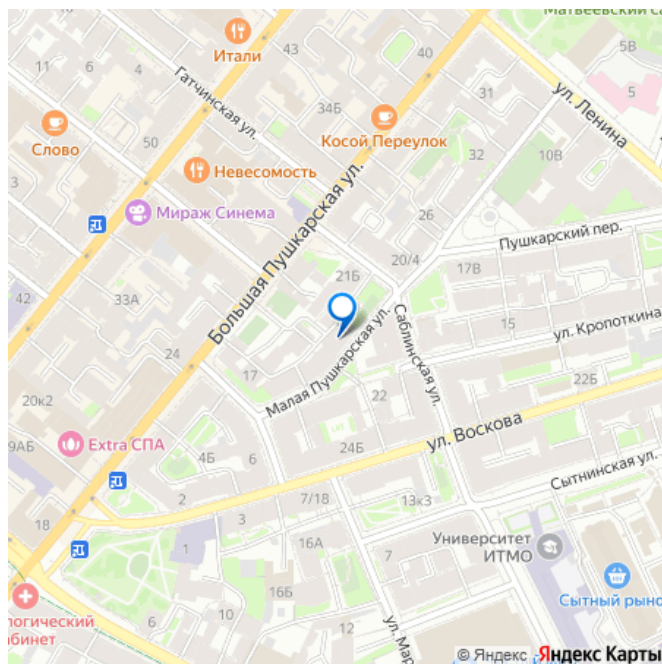 Матвеевский са
Итали
43
40
5В
11
6
4
Гатчинская ул.
31
ул. Ленина
5
34Б
50
Слово
Косой Переулок
10В
32
3
Невесомость
Мираж Синема
26
Пушкарский пер.
Большая Пушкарская ул.
20/4
17В
21Б
42
33А
Саблинская ул.
15
ул. Кропоткина
24
17
Малая Пушкарская ул.
22
22Б
20к2
9АБ
Extra СПА
4Б
6
24Б
ул. Воскова
Сытнинская ул.
2
7/18
13к3
18
3
1
16А
7
Университет
ИТМО
16Б
6
10
Сытный рыно
логический
бинет
12
ул. Мар
© Яндекс
Яндекс Карты